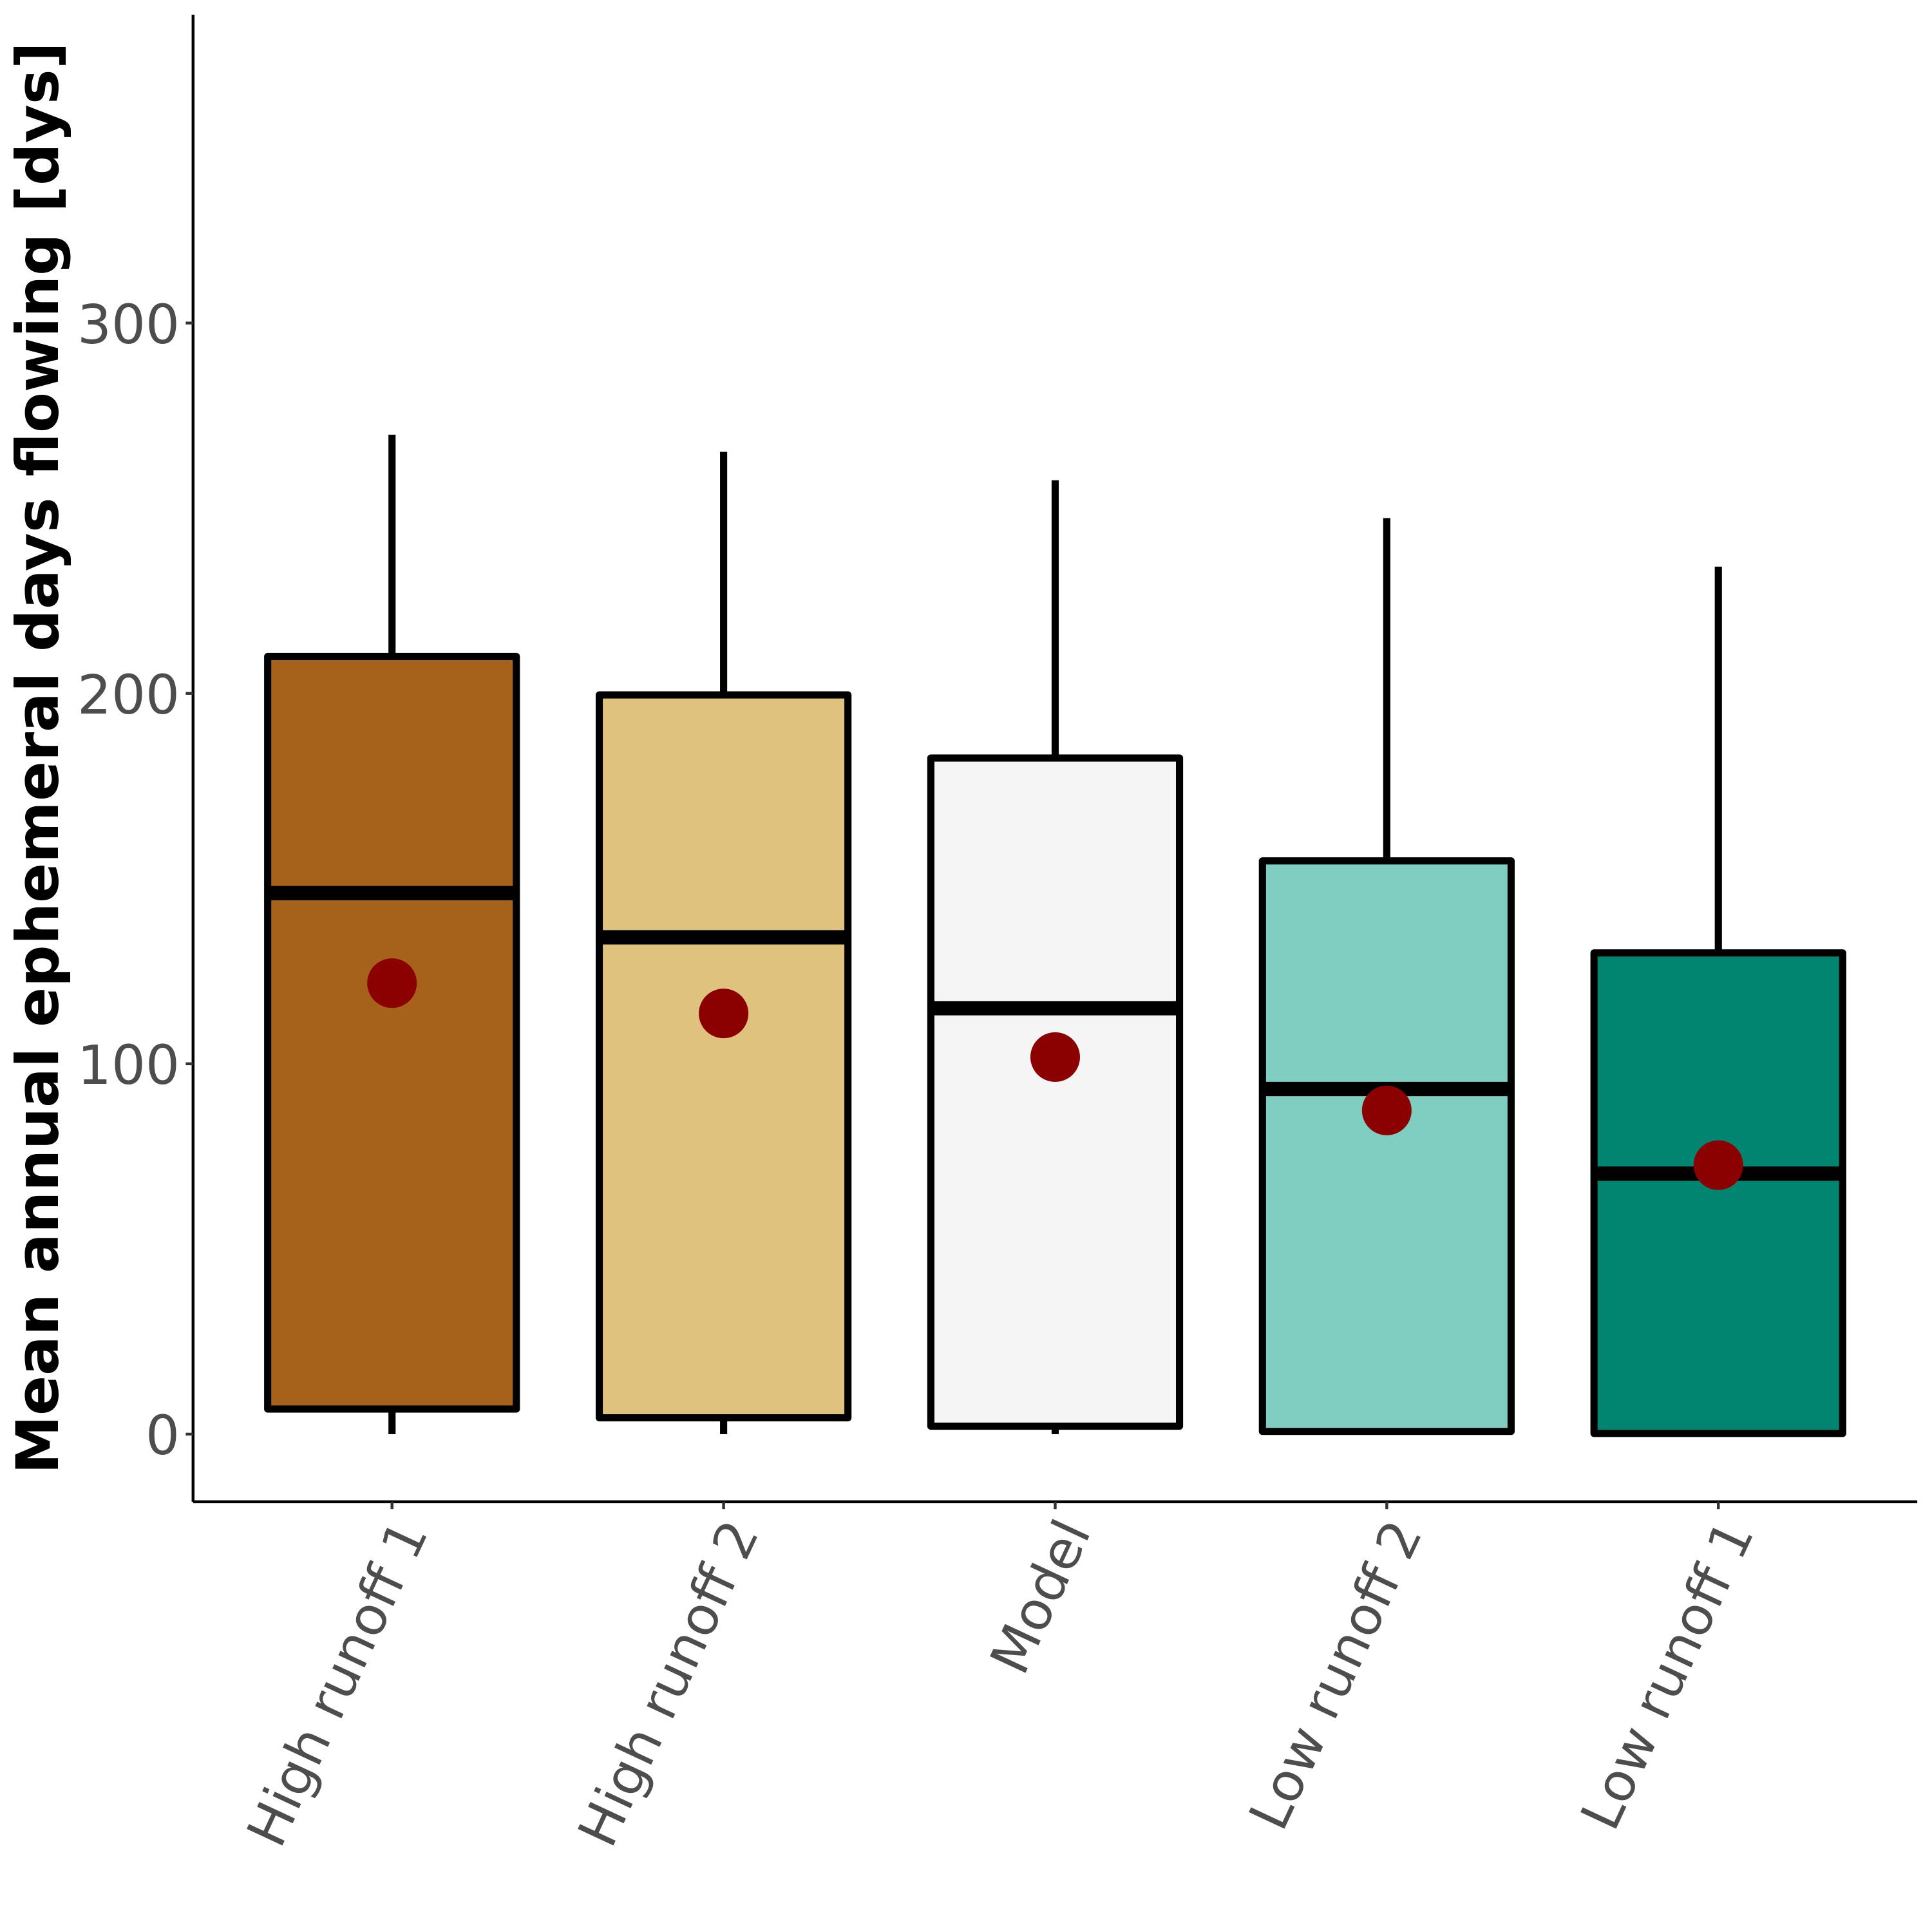 Mean annual ephemeral days flowing [dys]
300
200
100
0
High runoff 1
High runoff 2
Model
Low runoff 2
Low runoff 1